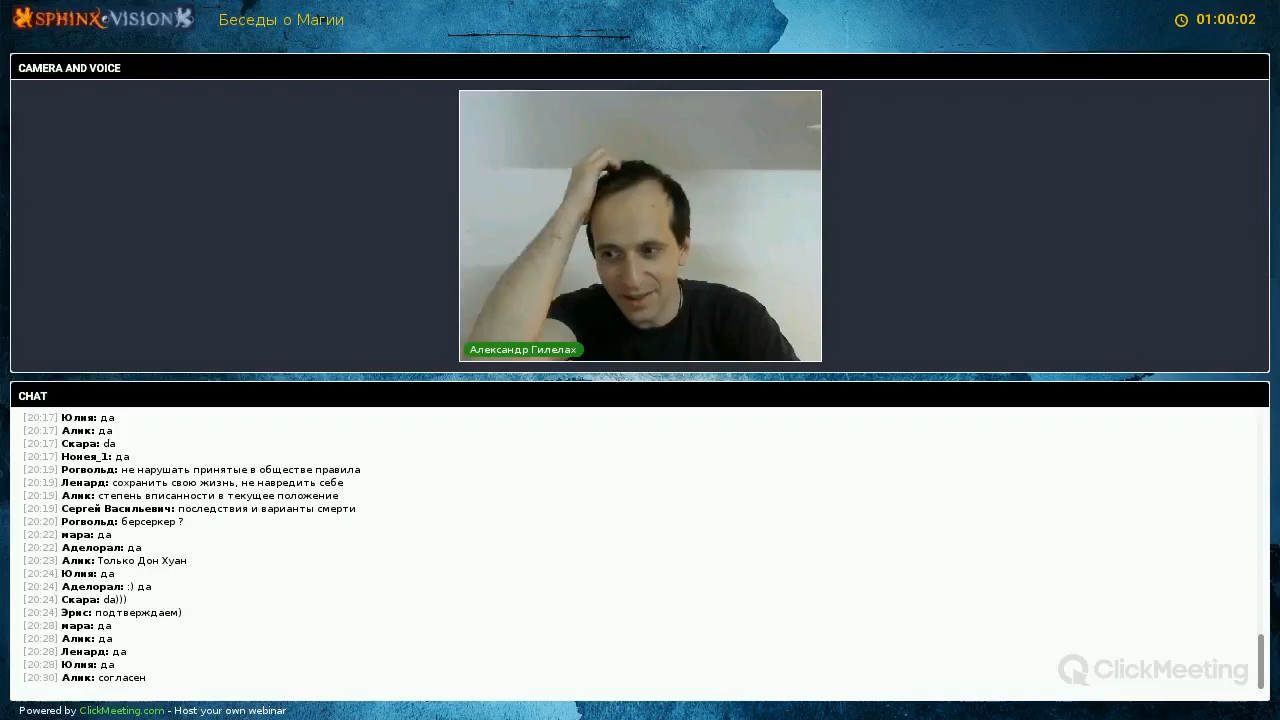 SPHINX VISION Беседы о Магии 01:00:02
CAMERA AND VOICE
Александр Гилелах
CHAT
[20:17] Юлия: да
[20:17] Алик: да
[20:17] Скара: da
[20:17] Нонея_1: да
[20:19] Рогвольд: не нарушать принятые в обществе правила
[20:19] Ленард: сохранить свою жизнь, не навредить себе
[20:19] Алик: степень вписанности в текущее положение
[20:19] Сергей Васильевич: последствия и варианты смерти
[20:20] Рогвольд: берсеркер ?
[20:22] мара: да
[20:22] Аделорал: да
[20:23] Алик: Только Дон Хуан
[20:24] Юлия: да
[20:24] Аделорал: :) да
[20:24] Скара: da)))
[20:24] Эрис: подтверждаем)
[20:28] мара: да
[20:28] Алик: да
[20:28] Ленард: да
[20:28] Юлия: да
[20:30] Алик: согласен
ClickMeeting
Powered by ClickMeeting.com - Host your own webinar